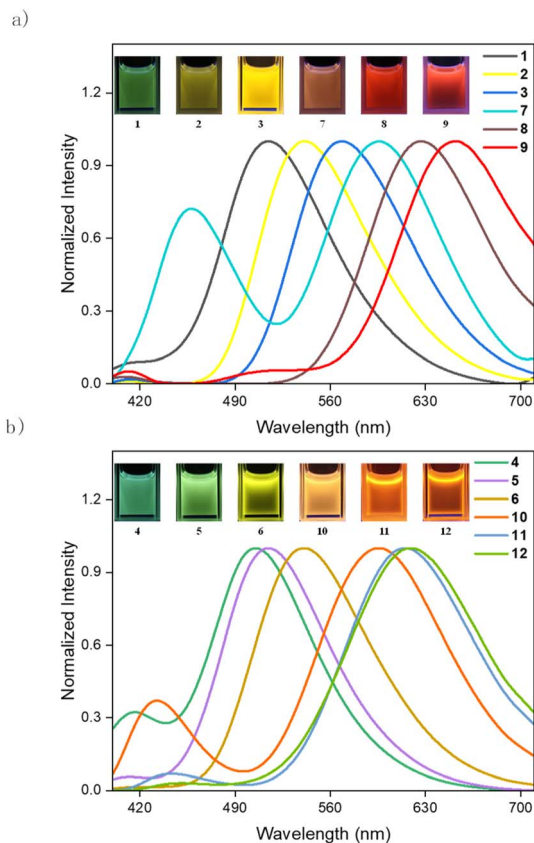 a)
1 2 3 7 8 9
1
2
3
7
8
9
1.2
0.9
0.6
0.3
0.0
Normalized Intensity
420 490 560 630 700
Wavelength (nm)
b)
4 5 6 10 11 12
4
5
6
10
11
12
1.2
0.9
0.6
0.3
0.0
Normalized Intensity
420 490 560 630 700
Wavelength (nm)